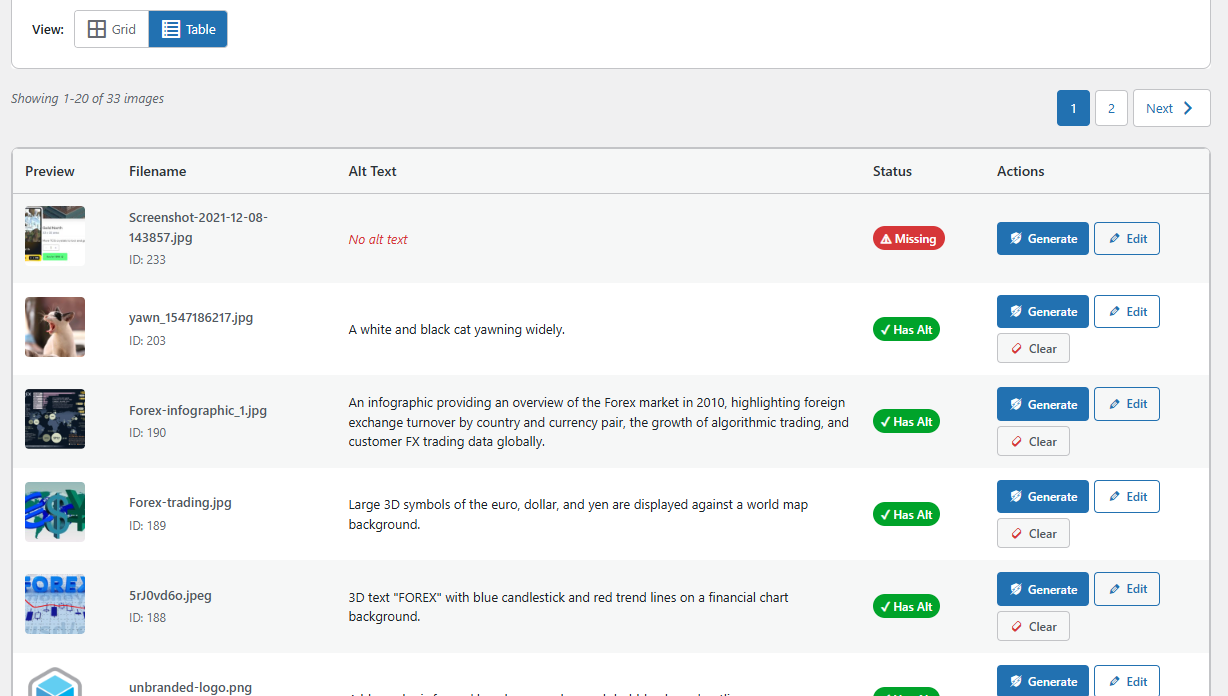 View:
Grid
Table
Showing 1-20 of 33 images
1
2
Next
Preview
Filename
Alt Text
Status
Actions
Screenshot-2021-12-08-
143857.jpg
ID: 233
No alt text
Missing
Generate
Edit
yawn_1547186217.jpg
ID: 203
A white and black cat yawning widely.
Has Alt
Generate
Edit
Clear
Forex-infographic_1.jpg
ID: 190
An infographic providing an overview of the Forex market in 2010, highlighting foreign
exchange turnover by country and currency pair, the growth of algorithmic trading, and
customer FX trading data globally.
Has Alt
Generate
Edit
Clear
Forex-trading.jpg
ID: 189
Large 3D symbols of the euro, dollar, and yen are displayed against a world map
background.
Has Alt
Generate
Edit
Clear
FOREX
5rJ0vd6o.jpeg
ID: 188
3D text "FOREX" with blue candlestick and red trend lines on a financial chart
background.
Has Alt
Generate
Edit
Clear
unbranded-logo.png
Generate
Edit